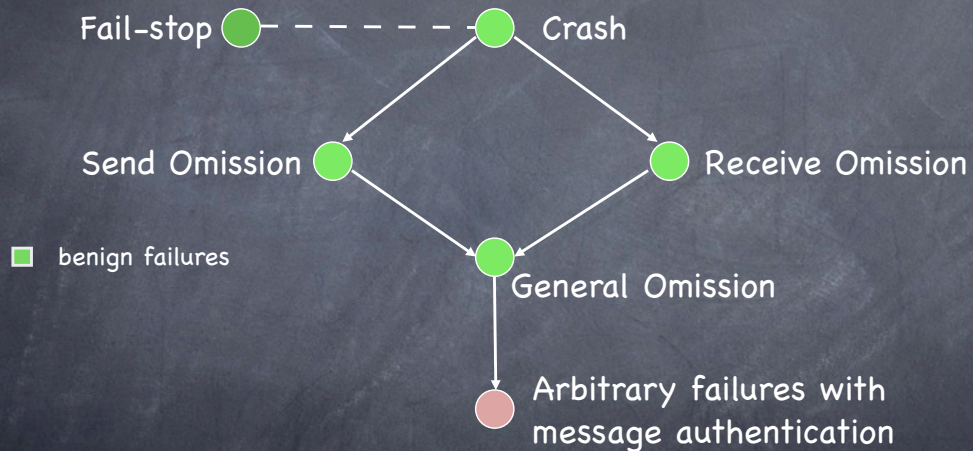 Fail-stop
Crash
Send Omission
Receive Omission
benign failures
General Omission
Arbitrary failures with
message authentication